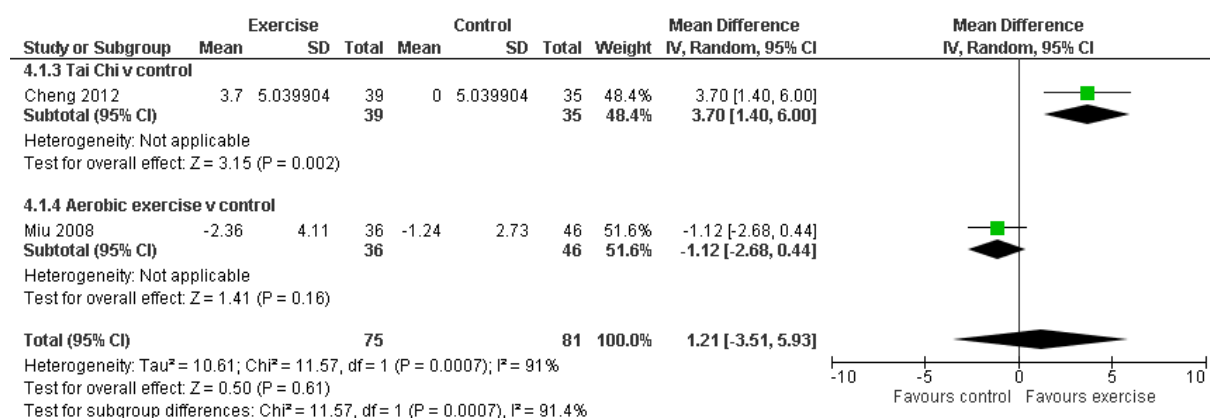 Exercise Control Mean Difference Mean Difference
Study or Subgroup Mean SD Total Mean SD Total Weight IV, Random, 95% CI IV, Random, 95% CI
4.1.3 Tai Chi v control
Cheng 2012 3.7 5.039904 39 0 5.039904 35 48.4% 3.70 [1.40, 6.00]
Subtotal (95% CI) 39 35 48.4% 3.70 [1.40, 6.00]
Heterogeneity: Not applicable
Test for overall effect: Z = 3.15 (P = 0.002)
4.1.4 Aerobic exercise v control
Miu 2008 -2.36 4.11 36 -1.24 2.73 46 51.6% -1.12 [-2.68, 0.44]
Subtotal (95% CI) 36 46 51.6% -1.12 [-2.68, 0.44]
Heterogeneity: Not applicable
Test for overall effect: Z = 1.41 (P = 0.16)
Total (95% CI) 75 81 100.0% 1.21 [-3.51, 5.93]
Heterogeneity: Tau² = 10.61; Chi² = 11.57, df = 1 (P = 0.0007); I² = 91%
Test for overall effect: Z = 0.50 (P = 0.61)
Test for subgroup differences: Chi² = 11.57, df = 1 (P = 0.0007), I² = 91.4%
-10 -5 0 5 10
Favours control Favours exercise